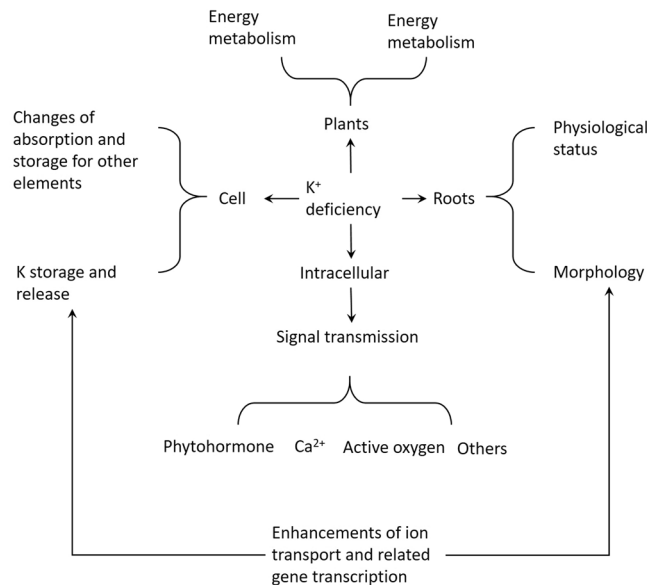 Energy
metabolism
Energy
metabolism
Plants
Changes of
absorption and
storage for other
elements
Physiological
status
Cell
K⁺
deficiency
Roots
K storage and
release
Intracellular
Morphology
Signal transmission
Phytohormone
Ca²⁺
Active oxygen
Others
Enhancements of ion
transport and related
gene transcription